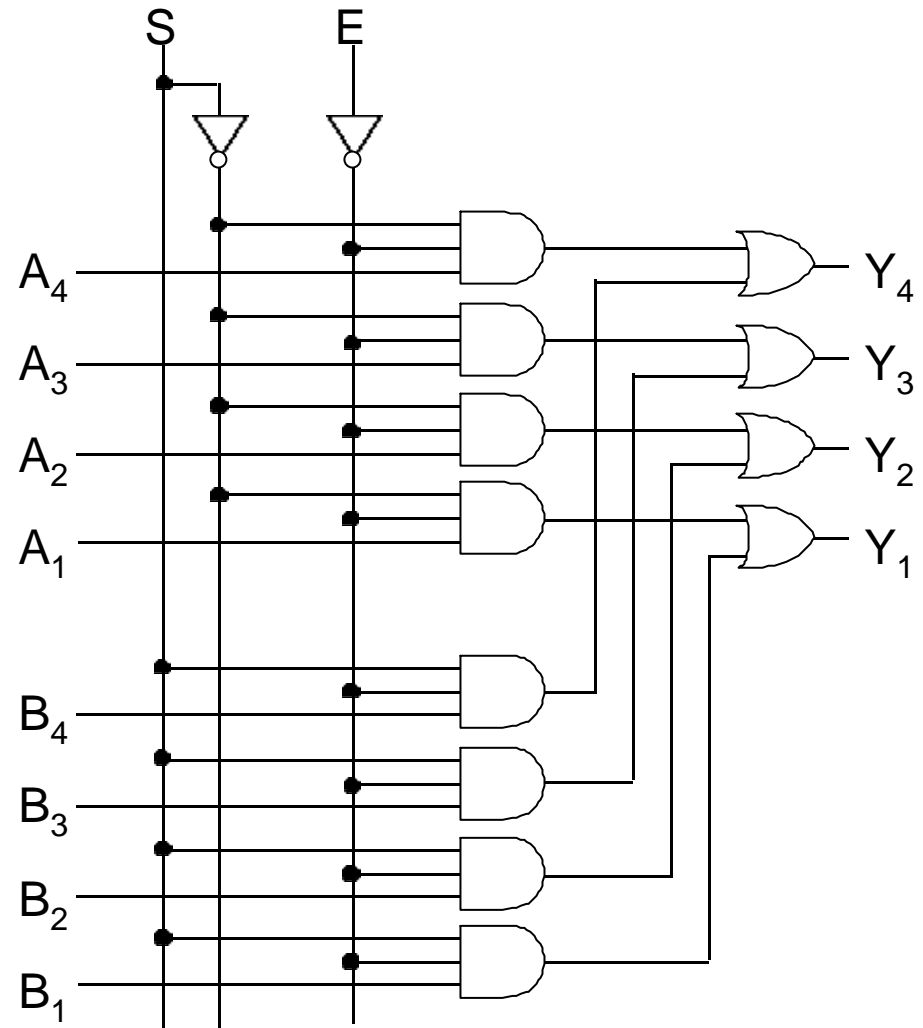 S E
A₄ Y₄
A₃ Y₃
A₂ Y₂
A₁ Y₁
B₄
B₃
B₂
B₁